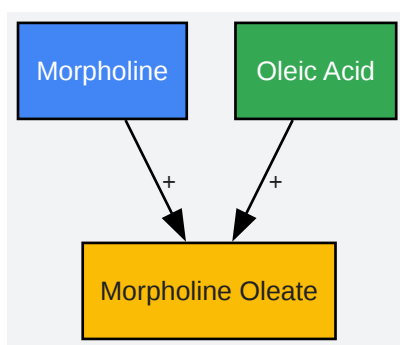 Morpholine
Oleic Acid
+
+
Morpholine Oleate